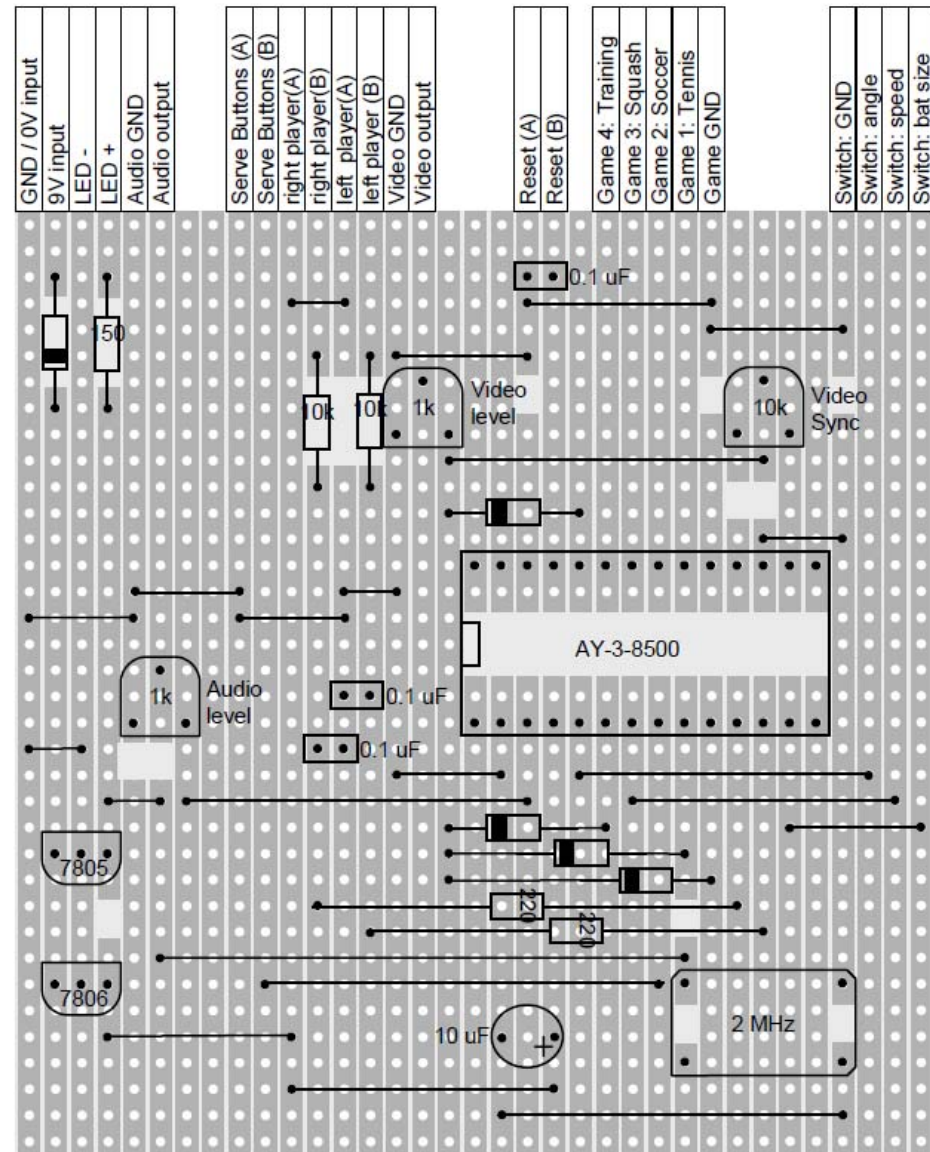 GND / 0V input
9V input
LED -
LED +
Audio GND
Audio output
Serve Buttons (A)
Serve Buttons (B)
right player(A)
right player(B)
left player(A)
left player (B)
Video GND
Video output
Reset (A)
Reset (B)
Game 4: Training
Game 3: Squash
Game 2: Soccer
Game 1: Tennis
Game GND
Switch: GND
Switch: angle
Switch: speed
Switch: bat size
0.1 uF
150
10k
10k
1k
Video
level
10k
Video
Sync
AY-3-8500
1k
Audio
level
0.1 uF
0.1 uF
7805
220
220
7806
10 uF
+
2 MHz